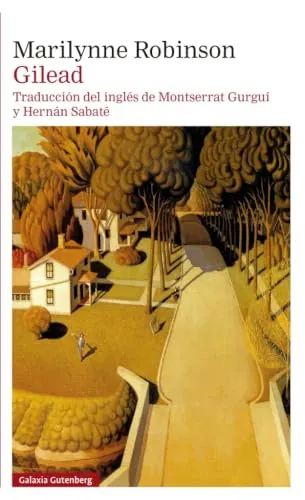 Marilynne Robinson
Gilead
Traducción del inglés de Montserrat Gurguí
y Hernán Sabaté
Galaxia Gutenberg